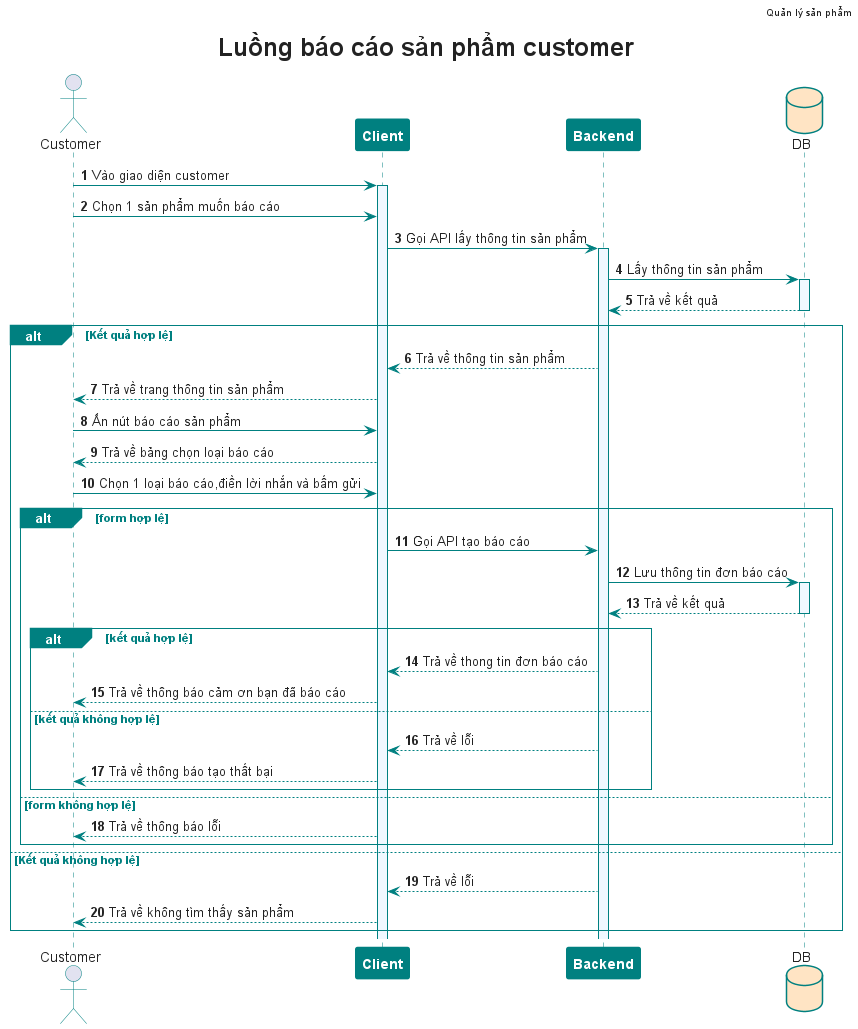 Quản lý sản phẩm
Luồng báo cáo sản phẩm customer
Customer
Client
Backend
DB
1 Vào giao diện customer
2 Chọn 1 sản phẩm muốn báo cáo
3 Gọi API lấy thông tin sản phẩm
4 Lấy thông tin sản phẩm
5 Trả về kết quả
alt [Kết quả hợp lệ]
6 Trả về thông tin sản phẩm
7 Trả về trang thông tin sản phẩm
8 Ấn nút báo cáo sản phẩm
9 Trả về bảng chọn loại báo cáo
10 Chọn 1 loại báo cáo,điền lời nhắn và bấm gửi
alt [form hợp lệ]
11 Gọi API tạo báo cáo
12 Lưu thông tin đơn báo cáo
13 Trả về kết quả
alt [kết quả hợp lệ]
14 Trả về thong tin đơn báo cáo
15 Trả về thông báo cảm ơn bạn đã báo cáo
[kết quả không hợp lệ]
16 Trả về lỗi
17 Trả về thông báo tạo thất bại
[form không hợp lệ]
18 Trả về thông báo lỗi
[Kết quả không hợp lệ]
19 Trả về lỗi
20 Trả về không tìm thấy sản phẩm
Customer
Client
Backend
DB